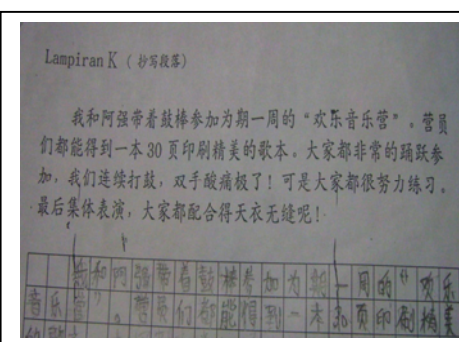 Lampiran K ( 抄写段落)
我和阿强带着鼓棒参加为期一周的“欢乐音乐营”。营员
们都能得到一本 30 页印刷精美的歌本。大家都非常的踊跃参
加，我们连续打鼓，双手酸痛极了！可是大家都很努力练习。
最后集体表演，大家都配合得天衣无缝呢！
我和阿强带着鼓棒参加为期一周的“欢乐
音乐营”。营员们都能得到一本30页印刷精美